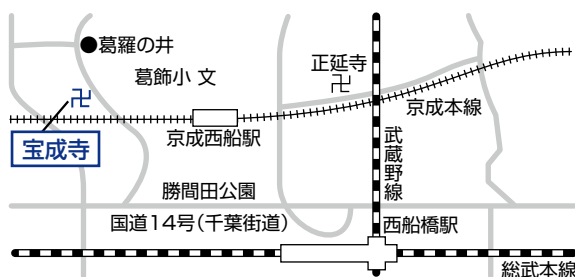 葛羅の井
葛飾小 文
正延寺
卍
卍
京成本線
京成西船駅
宝成寺
武蔵野線
勝間田公園
国道14号(千葉街道)
西船橋駅
総武本線